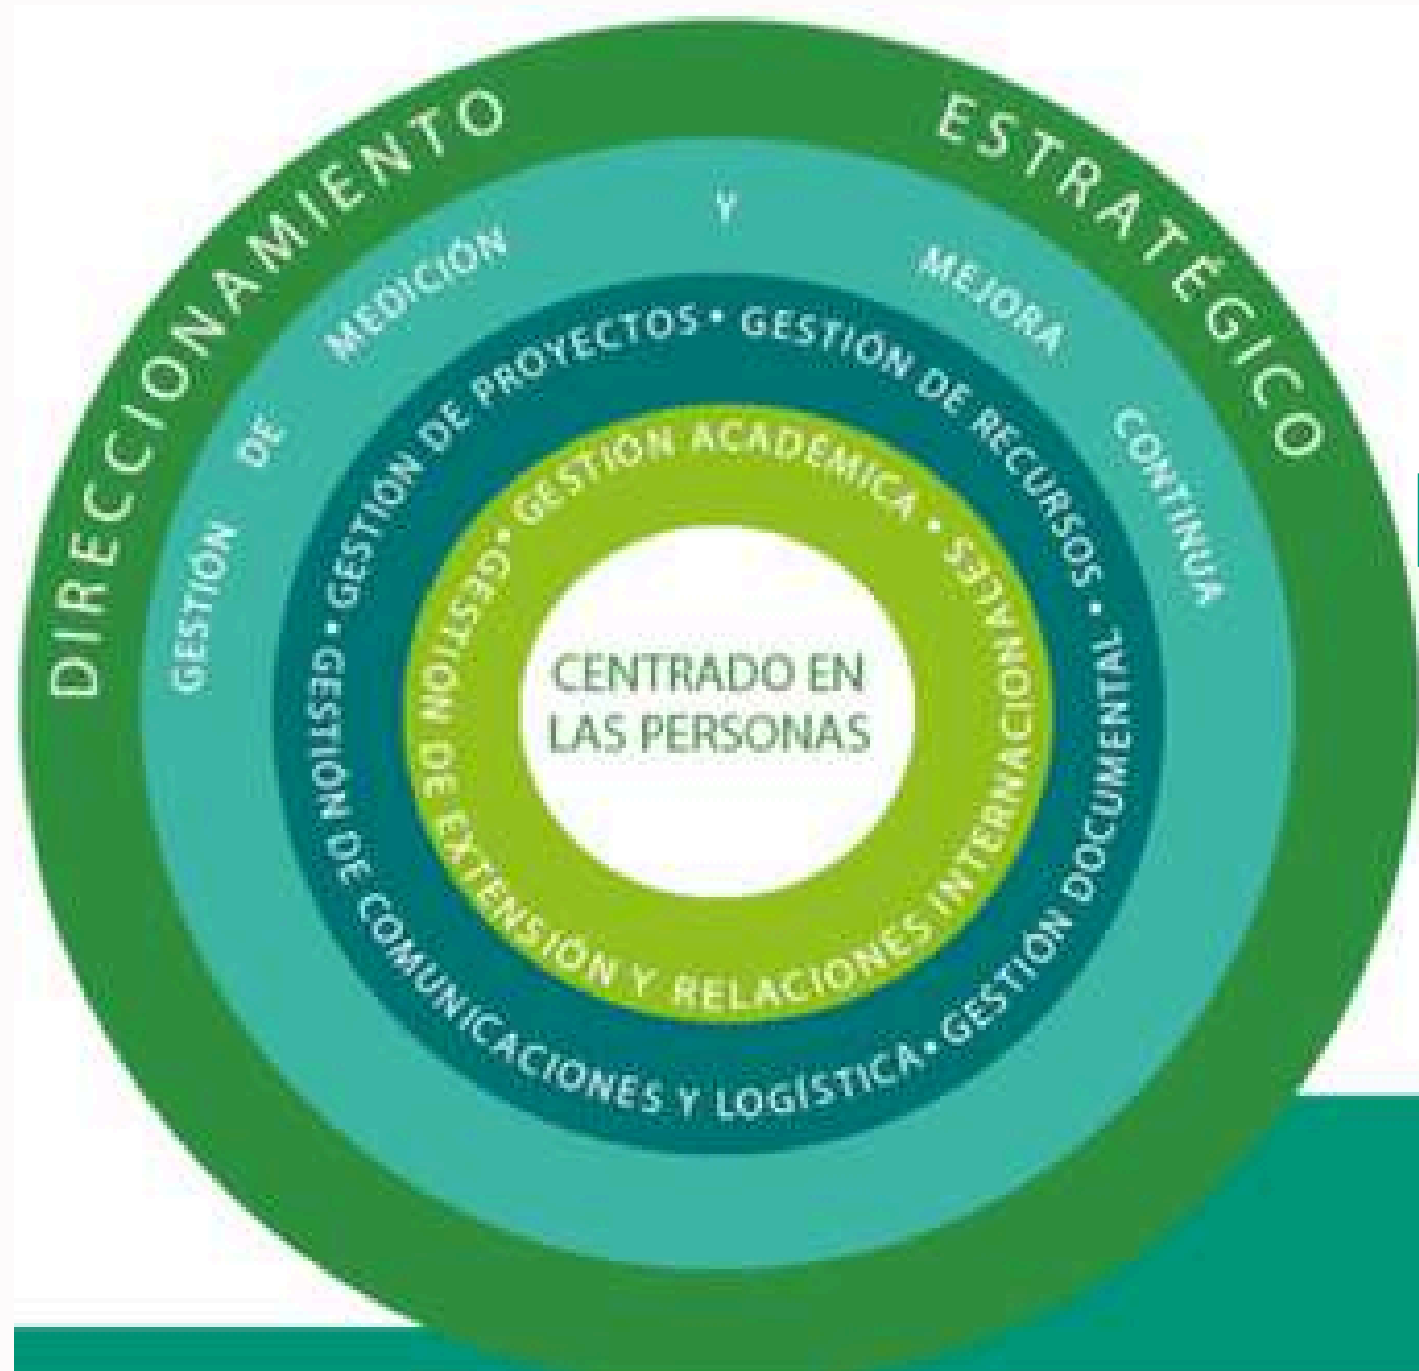 DIRECCIONAMIENTO ESTRATÉGICO
GESTIÓN DE MEDICIÓN Y MEJORA CONTINUA
• GESTIÓN DE PROYECTOS • GESTIÓN DE RECURSOS • GESTIÓN DOCUMENTAL • GESTIÓN DE COMUNICACIONES Y LOGÍSTICA
• GESTIÓN ACADÉMICA • GESTIÓN DE EXTENSIÓN Y RELACIONES INTERNACIONALES
CENTRADO EN
LAS PERSONAS